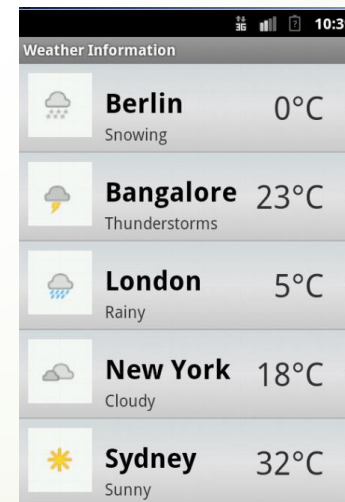 3G 10:3
Weather Information
Berlin 0°C
Snowing
Bangalore 23°C
Thunderstorms
London 5°C
Rainy
New York 18°C
Cloudy
Sydney 32°C
Sunny